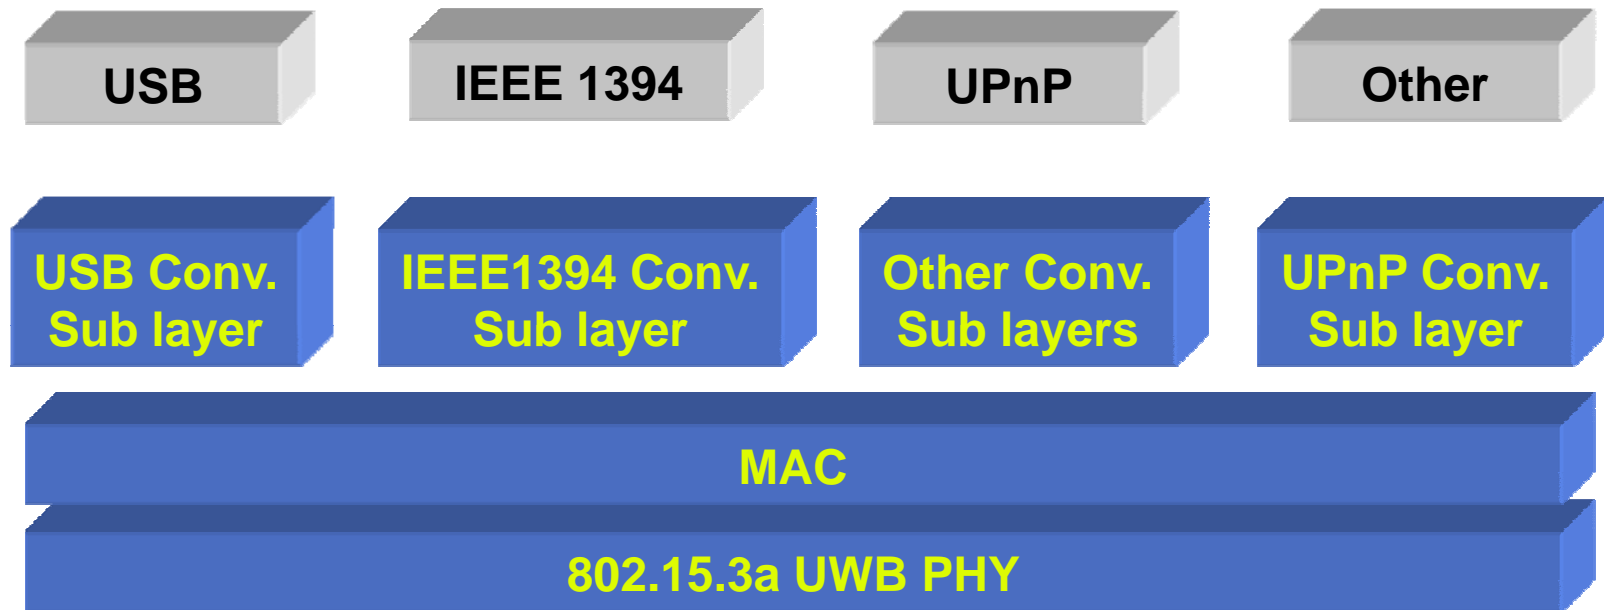 USB
IEEE 1394
UPnP
Other
USB Conv.
Sub layer
IEEE1394 Conv.
Sub layer
Other Conv.
Sub layers
UPnP Conv.
Sub layer
MAC
802.15.3a UWB PHY